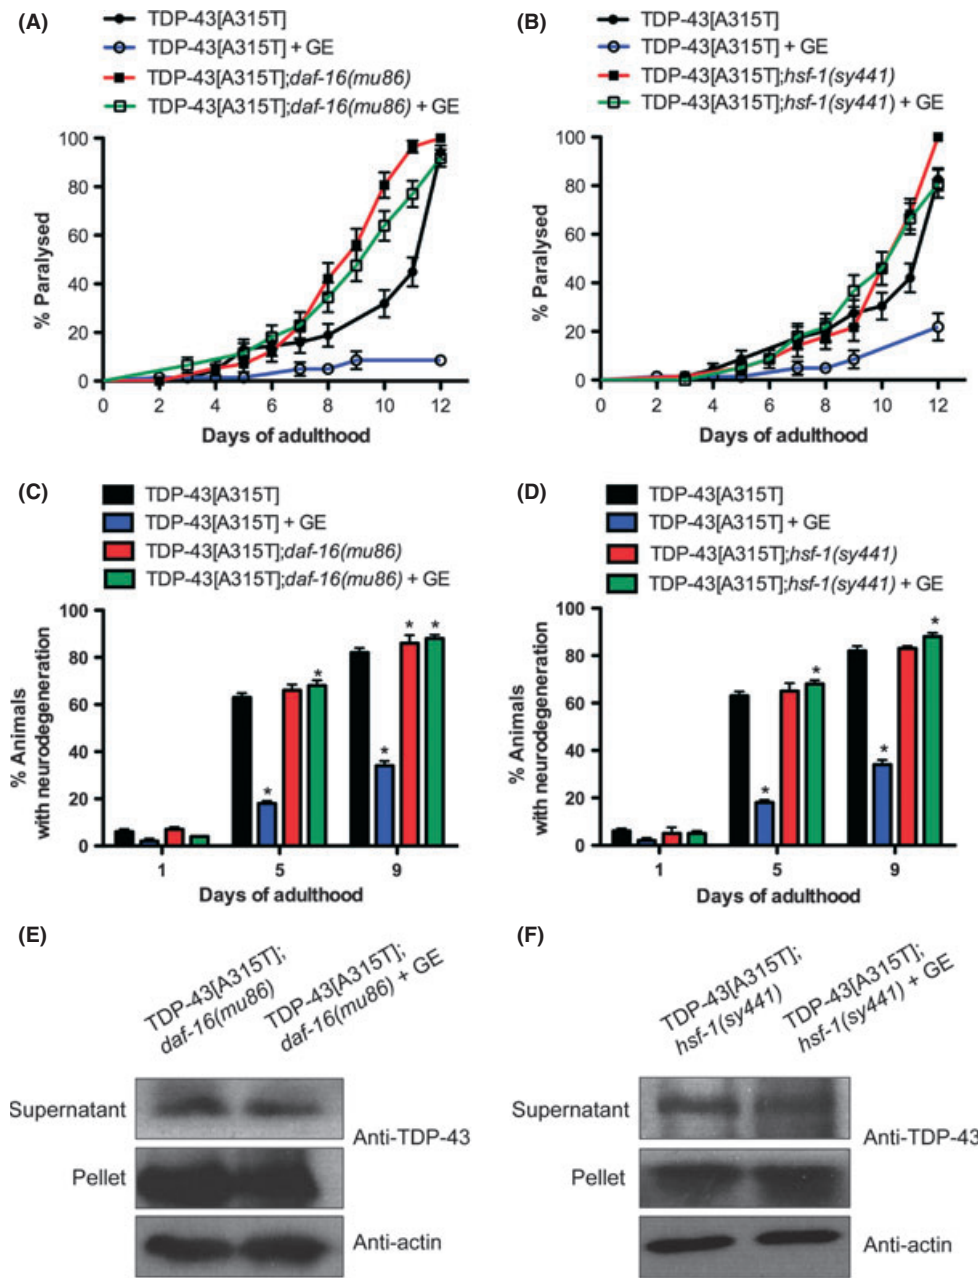 (A)
TDP-43[A315T]
TDP-43[A315T] + GE
TDP-43[A315T];daf-16(mu86)
TDP-43[A315T];daf-16(mu86) + GE
100
80
60
40
20
0
% Paralysed
0 2 4 6 8 10 12
Days of adulthood
(B)
TDP-43[A315T]
TDP-43[A315T] + GE
TDP-43[A315T];hsf-1(sy441)
TDP-43[A315T];hsf-1(sy441) + GE
100
80
60
40
20
0
% Paralysed
0 2 4 6 8 10 12
Days of adulthood
(C)
TDP-43[A315T]
TDP-43[A315T] + GE
TDP-43[A315T];daf-16(mu86)
TDP-43[A315T];daf-16(mu86) + GE
100
80
60
40
20
0
% Animals
with neurodegeneration
* * * * *
1 5 9
Days of adulthood
(D)
TDP-43[A315T]
TDP-43[A315T] + GE
TDP-43[A315T];hsf-1(sy441)
TDP-43[A315T];hsf-1(sy441) + GE
100
80
60
40
20
0
% Animals
with neurodegeneration
* * * *
1 5 9
Days of adulthood
(E)
TDP-43[A315T];
daf-16(mu86)
TDP-43[A315T];
daf-16(mu86) + GE
Supernatant
Anti-TDP-43
Pellet
Anti-actin
(F)
TDP-43[A315T];
hsf-1(sy441)
TDP-43[A315T];
hsf-1(sy441) + GE
Supernatant
Anti-TDP-43
Pellet
Anti-actin